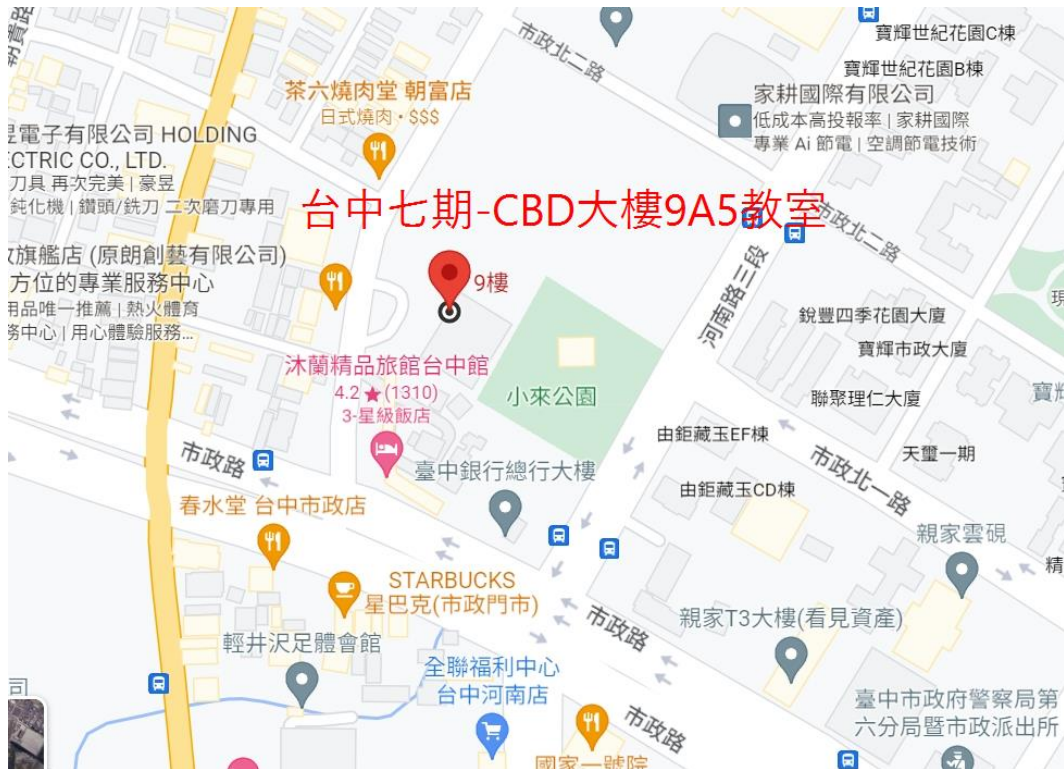 朝貴路
市政北二路
寶輝世紀花園C棟
寶輝世紀花園B棟
茶六燒肉堂 朝富店
日式燒肉・$$$
家耕國際有限公司
低成本高投報率 | 家耕國際
專業 Ai 節電 | 空調節電技術
昱電子有限公司 HOLDING
CTRIC CO., LTD.
刀具 再次完美 | 豪昱
鈍化機 | 鑽頭/銑刀 二次磨刀專用
台中七期-CBD大樓9A5教室
市政北二路
旗艦店 (原朗創藝有限公司)
方位的專業服務中心
用品唯一推薦 | 熱火體育
務中心 | 用心體驗服務...
9樓
河南路三段
現
銳豐四季花園大廈
寶輝市政大廈
沐蘭精品旅館台中館
4.2 ★ (1310)
3-星級飯店
小來公園
聯聚理仁大廈
寶輝
由鉅藏玉EF棟
天璽一期
市政路
臺中銀行總行大樓
由鉅藏玉CD棟
市政北一路
春水堂 台中市政店
親家雲硯
精
STARBUCKS
星巴克(市政門市)
市政路
親家T3大樓(看見資產)
輕井沢足體會館
全聯福利中心
台中河南店
司
臺中市政府警察局第
六分局暨市政派出所
市政路
國家一號院